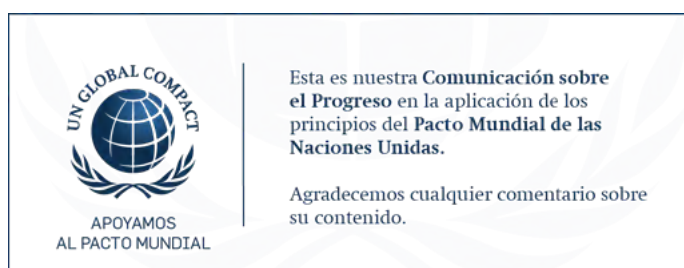 UN GLOBAL COMPACT
APOYAMOS
AL PACTO MUNDIAL
Esta es nuestra Comunicación sobre
el Progreso en la aplicación de los
principios del Pacto Mundial de las
Naciones Unidas.
Agradecemos cualquier comentario sobre
su contenido.